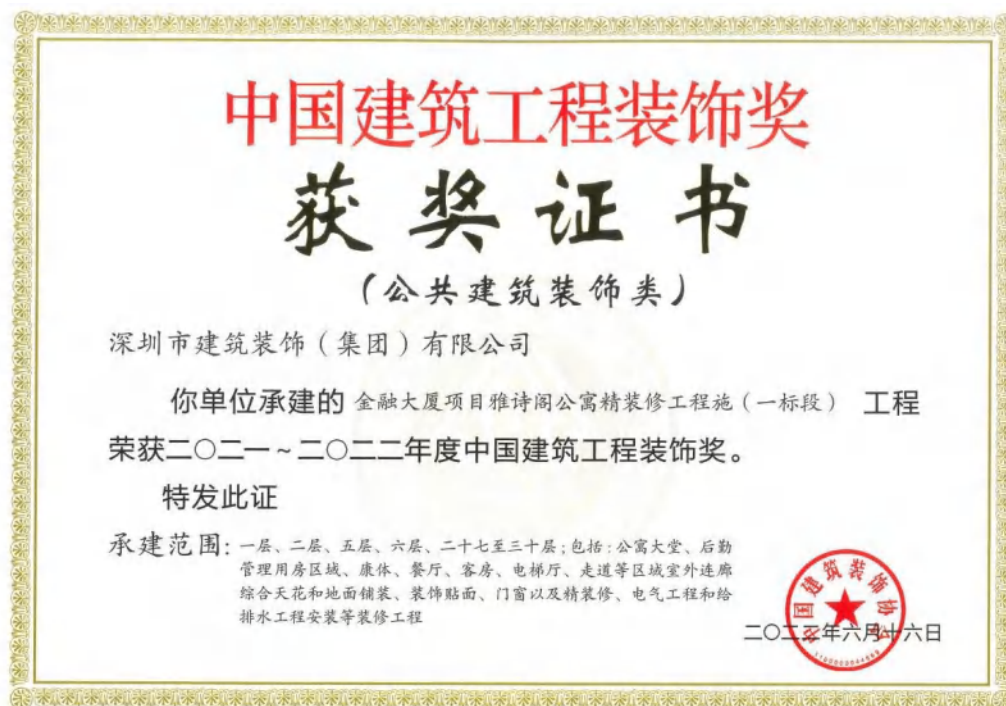 中国建筑工程装饰奖
获奖证书
(公共建筑装饰类)
深圳市建筑装饰(集团)有限公司
你单位承建的 金融大厦项目雅诗阁公寓精装修工程施(一标段) 工程
荣获二〇二一~二〇二二年度中国建筑工程装饰奖。
特发此证
承建范围: 一层、二层、五层、六层、二十七至三十层;包括:公寓大堂、后勤
管理用房区域、康体、餐厅、客房、电梯厅、走道等区域室外连廊
综合天花和地面铺装、装饰贴面、门窗以及精装修、电气工程和给
排水工程安装等装修工程
中国建筑装饰协会
二〇二三年六月十六日